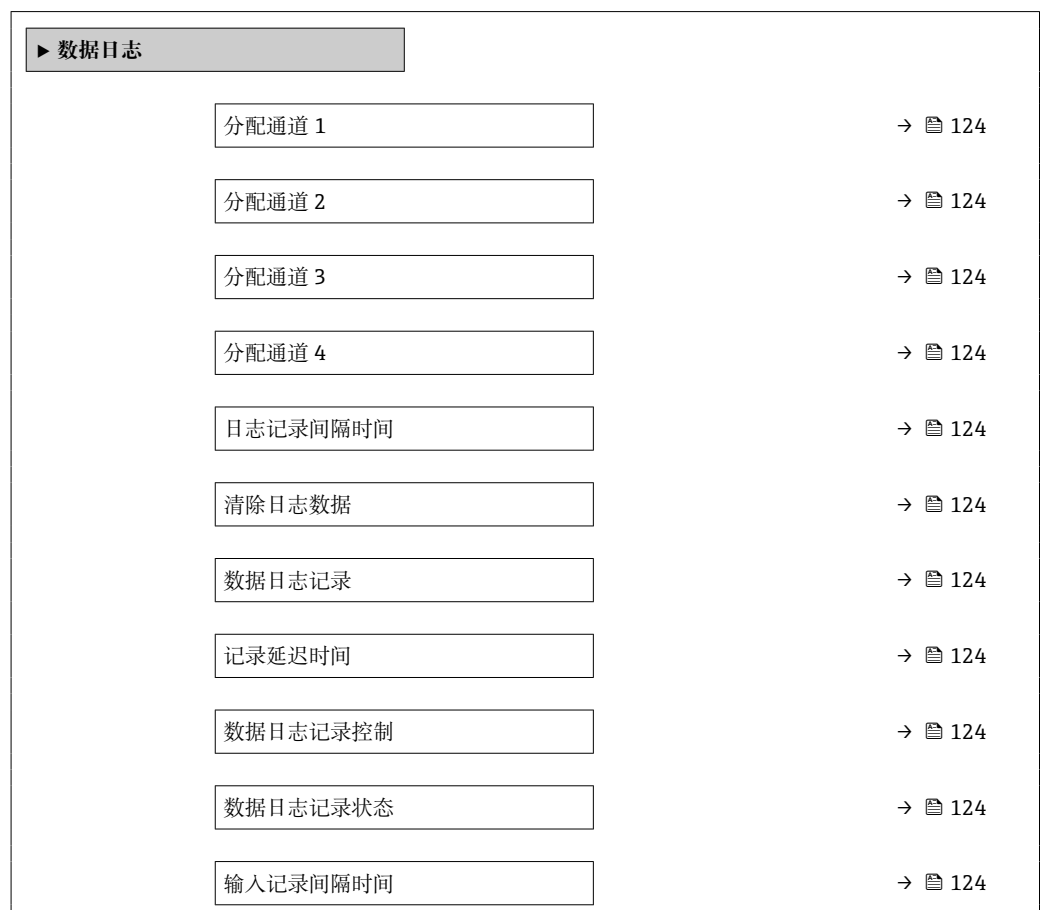 ▶ 数据日志
分配通道 1 → 🖹 124
分配通道 2 → 🖹 124
分配通道 3 → 🖹 124
分配通道 4 → 🖹 124
日志记录间隔时间 → 🖹 124
清除日志数据 → 🖹 124
数据日志记录 → 🖹 124
记录延迟时间 → 🖹 124
数据日志记录控制 → 🖹 124
数据日志记录状态 → 🖹 124
输入记录间隔时间 → 🖹 124